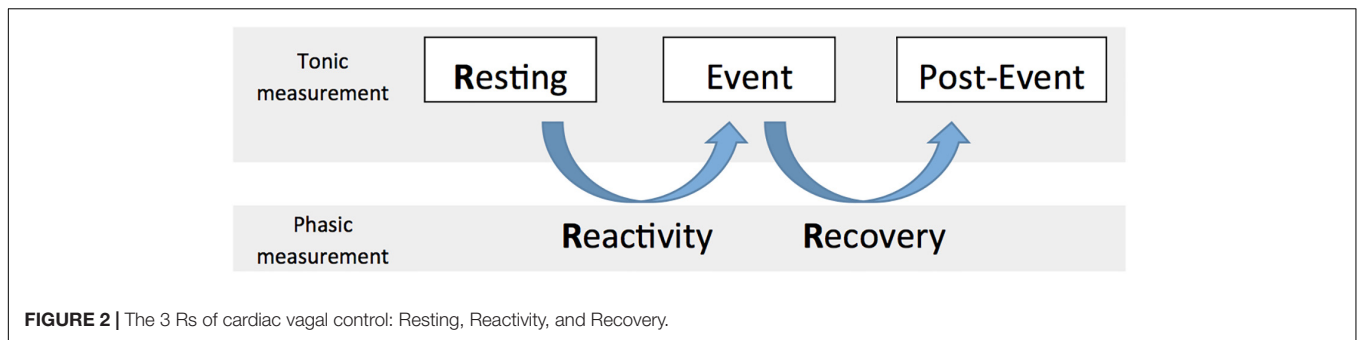 Tonic
measurement
Resting
Event
Post-Event
Phasic
measurement
Reactivity
Recovery
FIGURE 2 | The 3 Rs of cardiac vagal control: Resting, Reactivity, and Recovery.